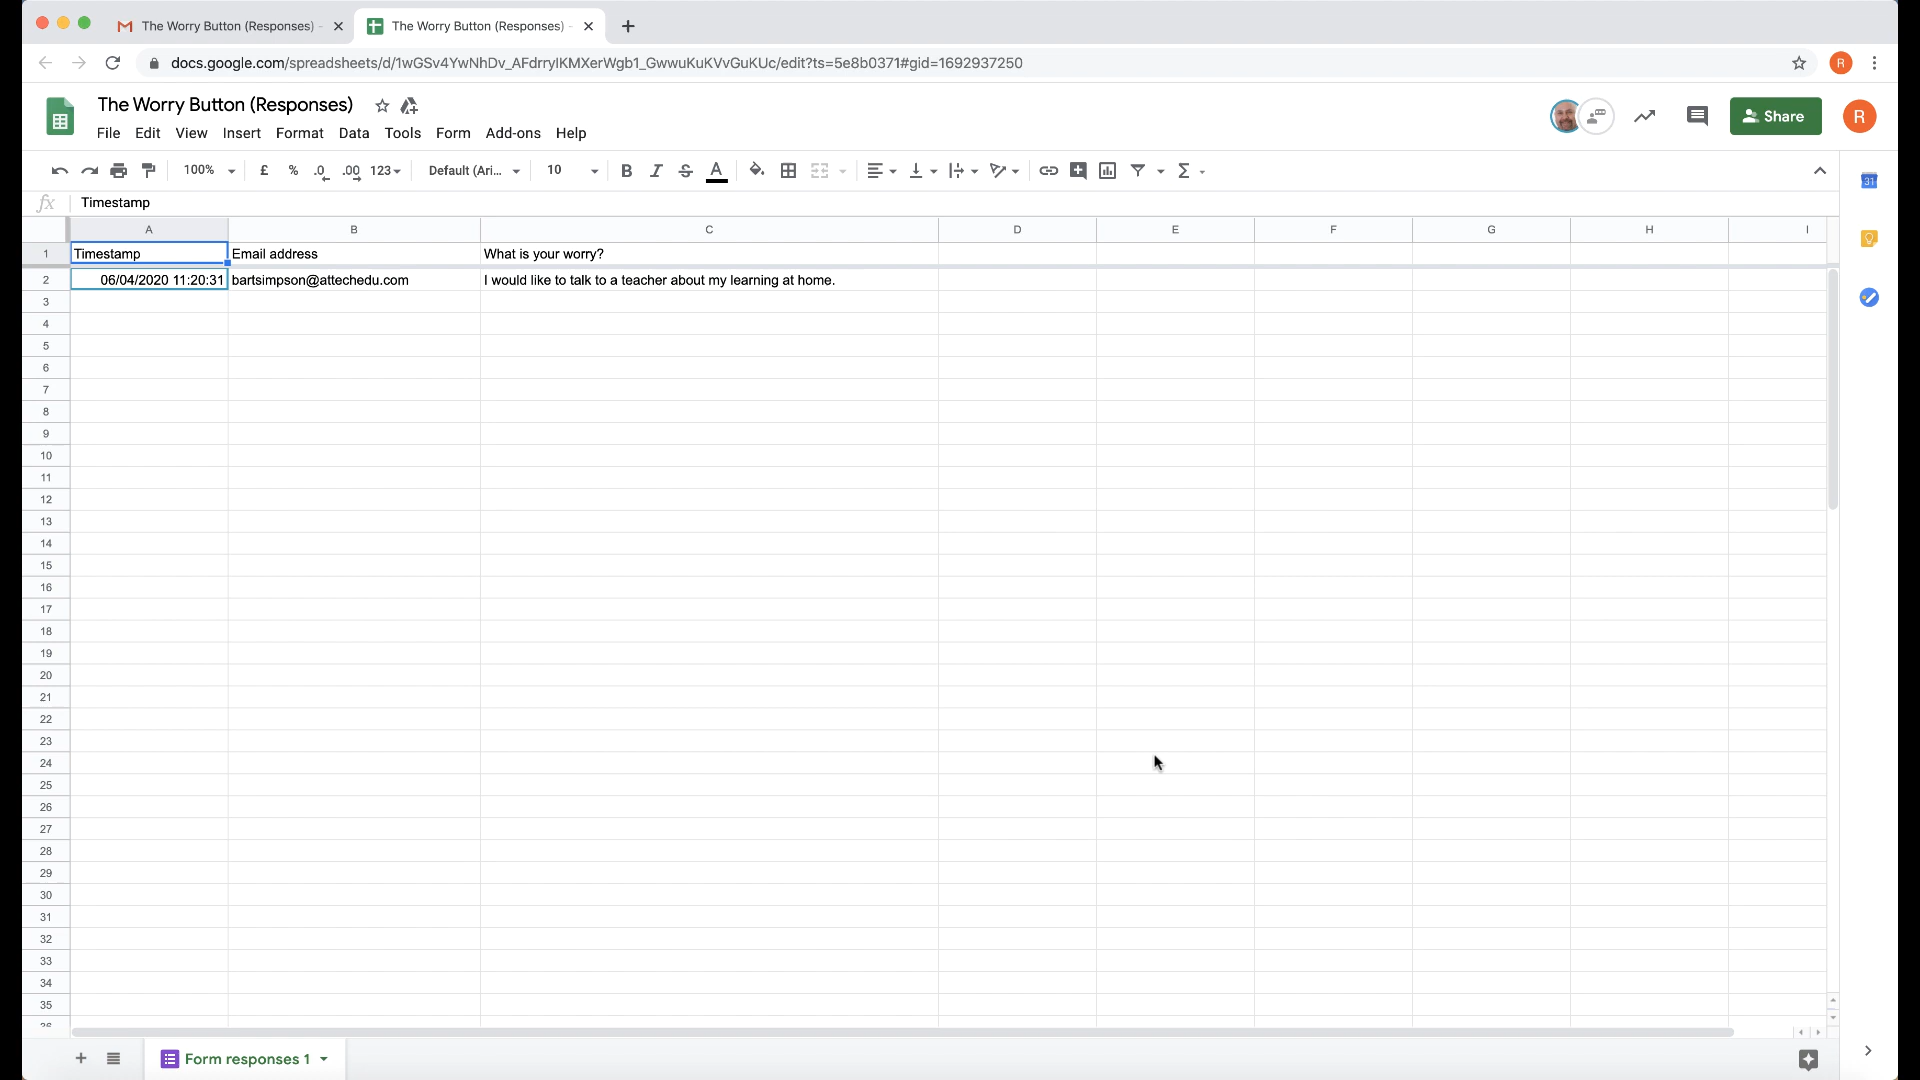 The Worry Button (Responses) -
The Worry Button (Responses) -
docs.google.com/spreadsheets/d/1wGSv4YwNhDv_AFdrryIKMXerWgb1_GwwuKuKVvGuKUc/edit?ts=5e8b0371#gid=1692937250
R
The Worry Button (Responses)
File Edit View Insert Format Data Tools Form Add-ons Help
Share
R
100% £ % .0 .00 123 Default (Ari... 10 B I S A Σ
31
fx Timestamp
A B C D E F G H I
1 Timestamp Email address What is your worry?
2 06/04/2020 11:20:31 bartsimpson@attechedu.com I would like to talk to a teacher about my learning at home.
3
4
5
6
7
8
9
10
11
12
13
14
15
16
17
18
19
20
21
22
23
24
25
26
27
28
29
30
31
32
33
34
35
36
Form responses 1